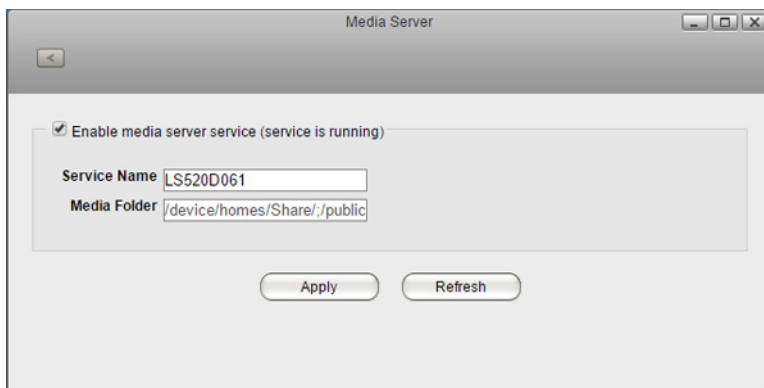 Media Server
<
Enable media server service (service is running)
Service Name LS520D061
Media Folder /device/homes/Share/;/public
Apply Refresh